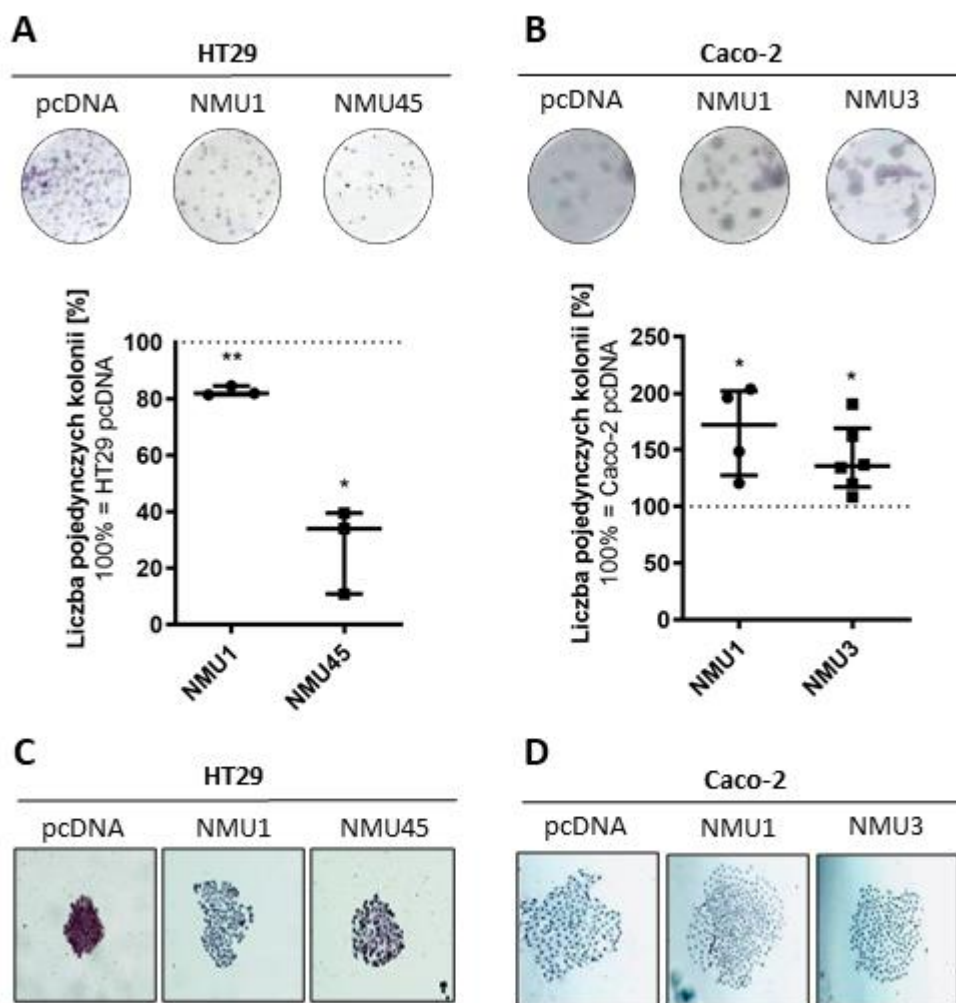 A
HT29
pcDNA NMU1 NMU45
Liczba pojedynczych kolonii [%]
100% = HT29 pcDNA
100
80
60
40
20
0
**
*
NMU1
NMU45
B
Caco-2
pcDNA NMU1 NMU3
Liczba pojedynczych kolonii [%]
100% = Caco-2 pcDNA
250
200
150
100
50
0
*
*
NMU1
NMU3
C
HT29
pcDNA NMU1 NMU45
D
Caco-2
pcDNA NMU1 NMU3